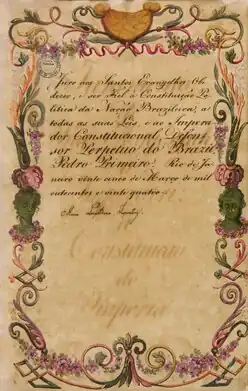 Juro aos Santos Evangelhos Obe
decer, e ser Fiel á Constituição Po
litica da Nação Brazileira, a
todas as suas Leis, e ao Impera
dor Constitucional, Defen
sor Perpetuo do Brazil
Pedro Primeiro. Rio de Ja
neiro vinte cinco de Março de mil
oitocentos e vinte quatro.
Constituição
do
Imperio